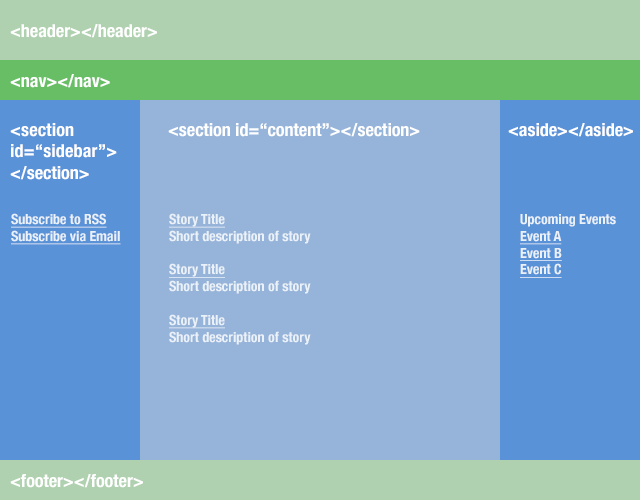 <header></header>
<nav></nav>
<section
id=“sidebar”>
</section>
Subscribe to RSS
Subscribe via Email
<section id=“content”></section>
Story Title
Short description of story
Story Title
Short description of story
Story Title
Short description of story
<aside></aside>
Upcoming Events
Event A
Event B
Event C
<footer></footer>